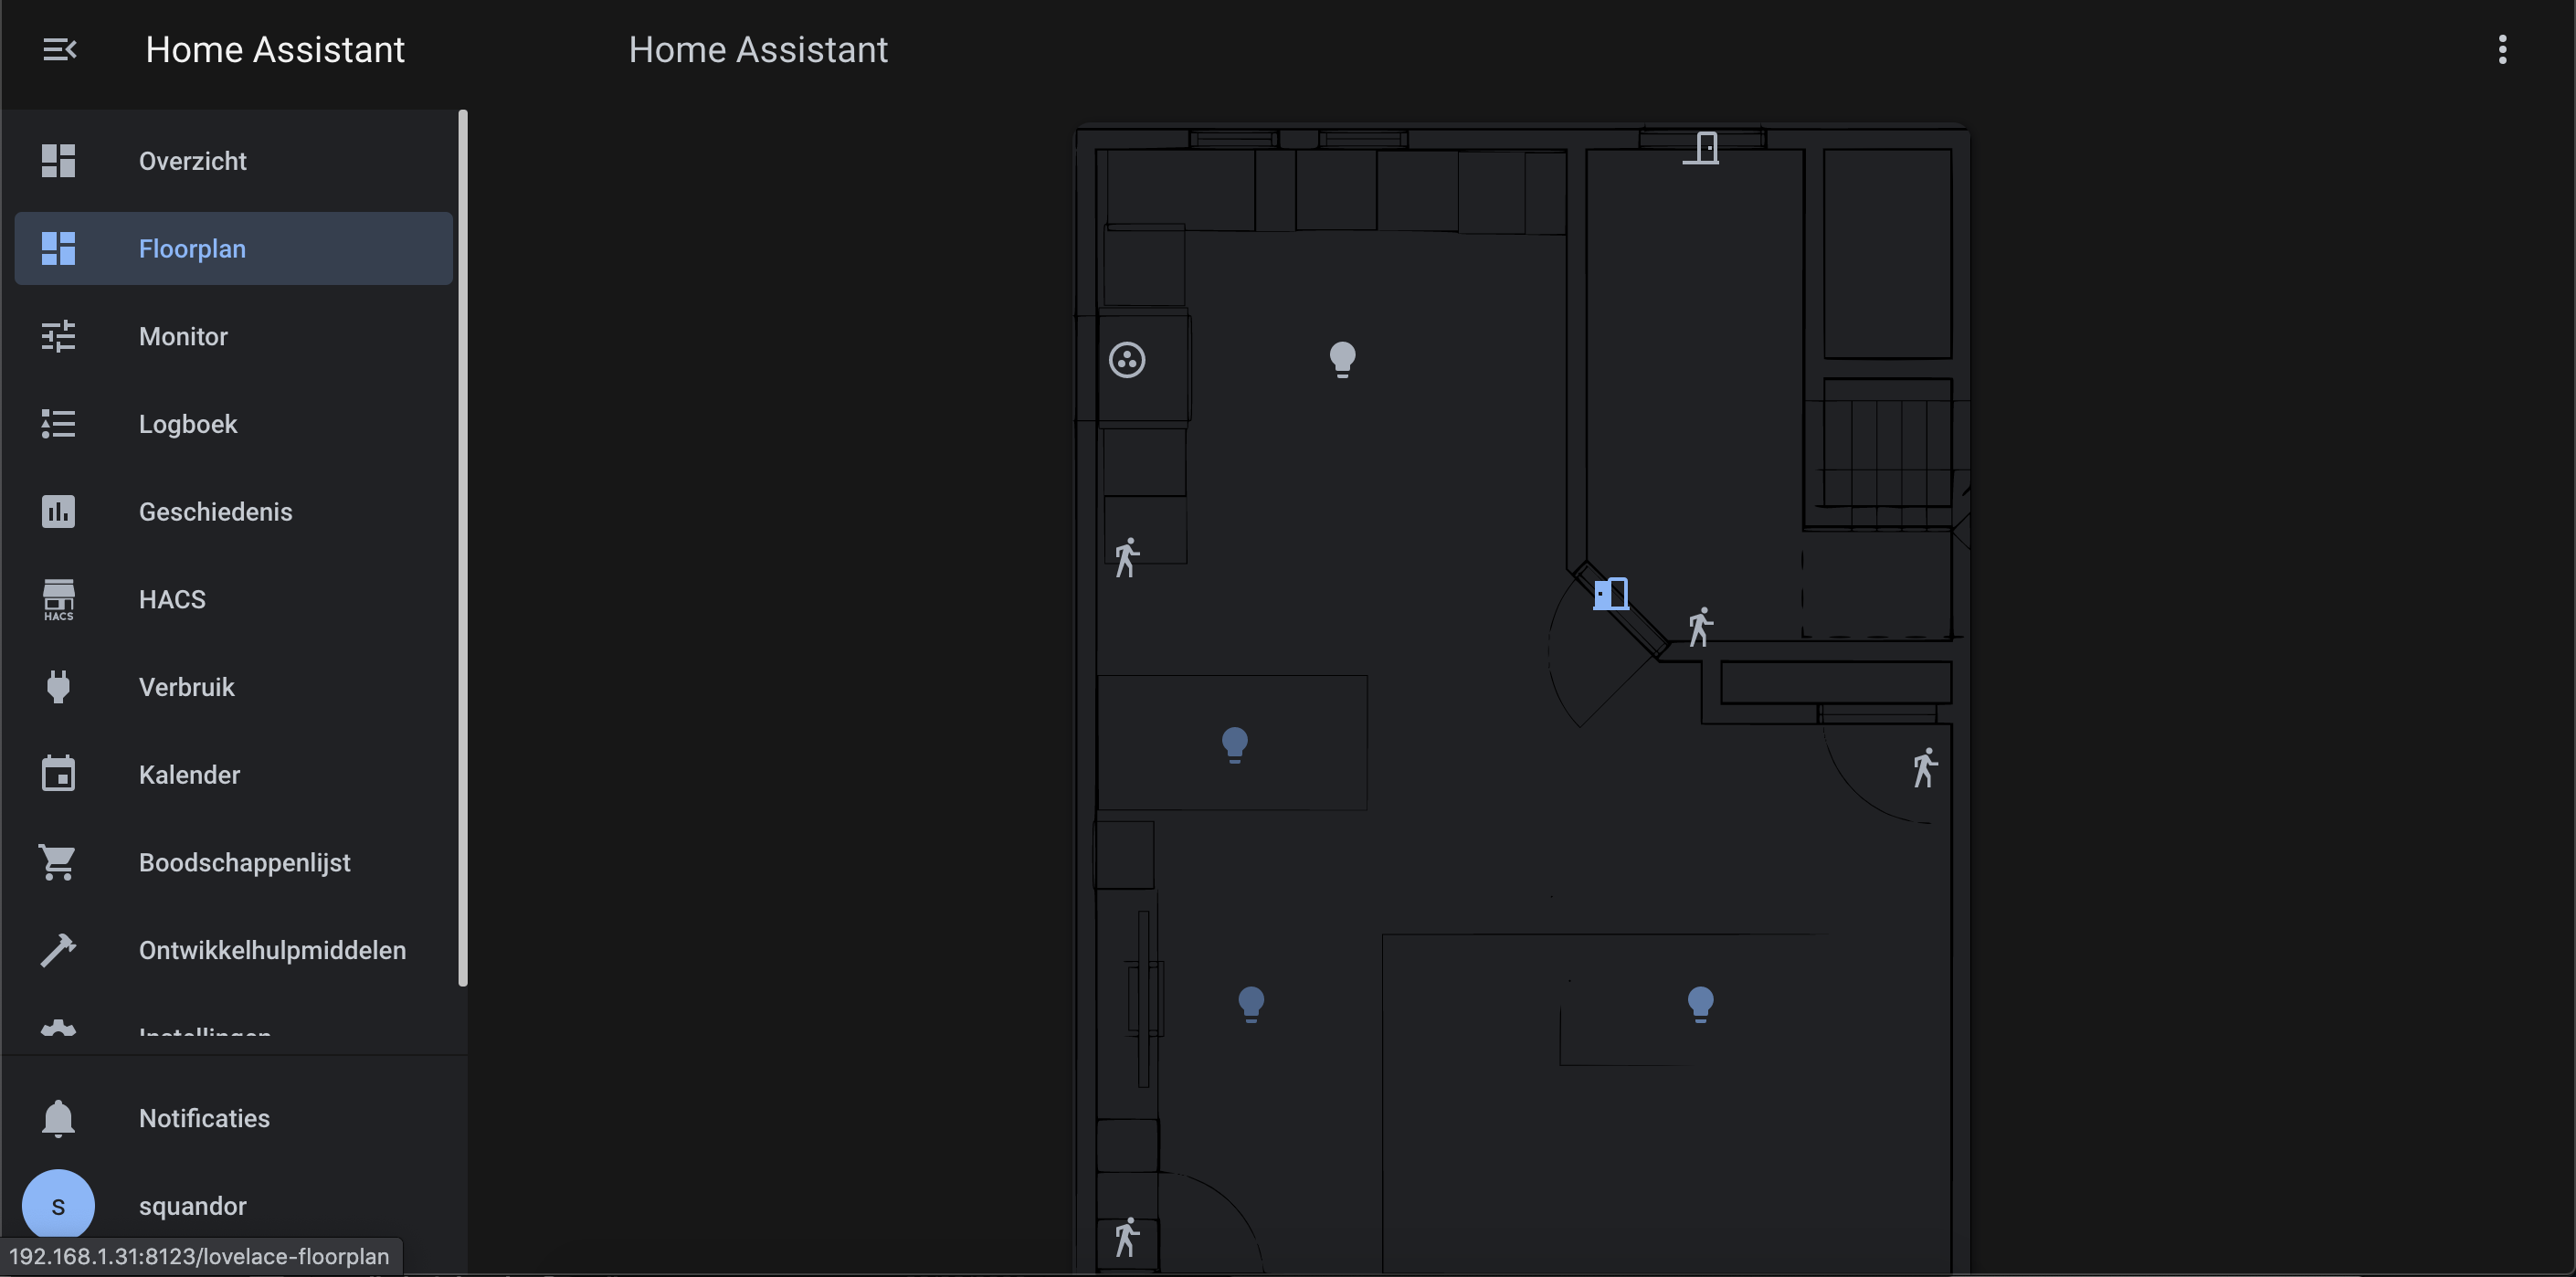 Home Assistant
Home Assistant
Overzicht
Floorplan
Monitor
Logboek
Geschiedenis
HACS
HACS
Verbruik
Kalender
Boodschappenlijst
Ontwikkelhulpmiddelen
Instellingen
Notificaties
s
squandor
192.168.1.31:8123/lovelace-floorplan